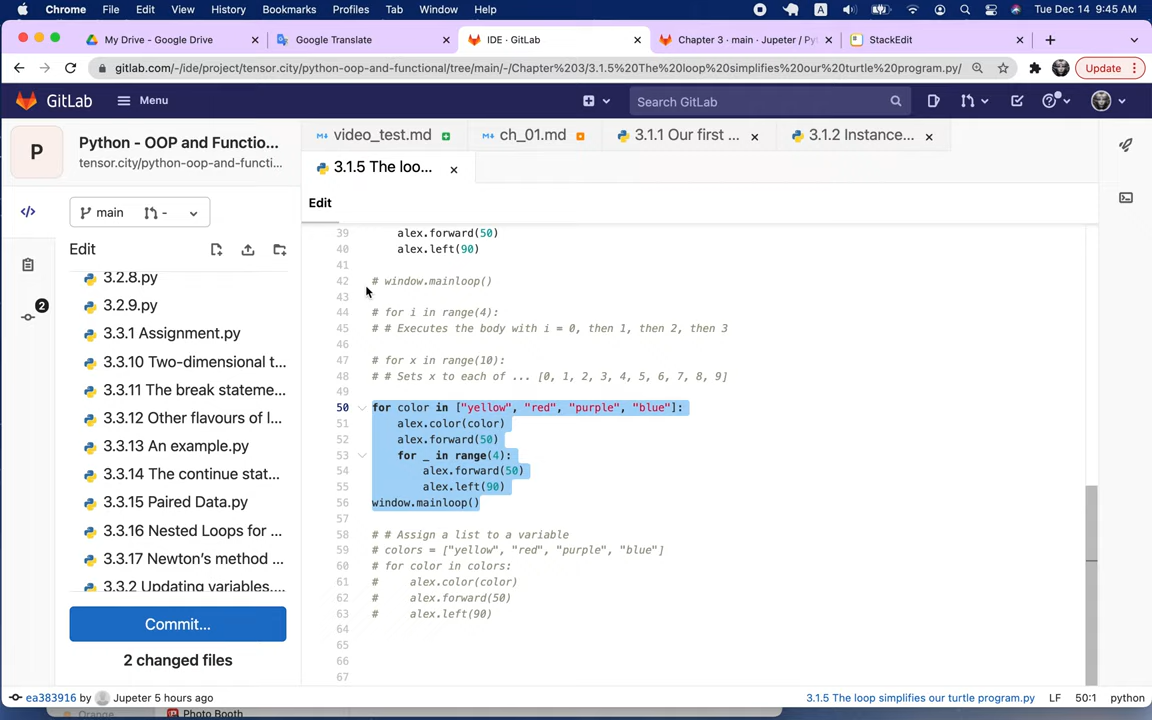 Chrome File Edit View History Bookmarks Profiles Tab Window Help A Tue Dec 14 9:45 AM
My Drive - Google Drive Google Translate IDE · GitLab Chapter 3 · main · Jupeter / Py StackEdit
gitlab.com/-/ide/project/tensor.city/python-oop-and-functional/tree/main/-/Chapter%203/3.1.5%20The%20loop%20simplifies%20our%20turtle%20program.py/ Update
GitLab Menu Search GitLab
P Python - OOP and Functio...
tensor.city/python-oop-and-functi...
video_test.md ch_01.md 3.1.1 Our first ... 3.1.2 Instance...
3.1.5 The loo...
main -
Edit
Edit
3.2.8.py
3.2.9.py
3.3.1 Assignment.py
3.3.10 Two-dimensional t...
3.3.11 The break stateme...
3.3.12 Other flavours of l...
3.3.13 An example.py
3.3.14 The continue stat...
3.3.15 Paired Data.py
3.3.16 Nested Loops for ...
3.3.17 Newton's method ...
3.3.2 Updating variables....
2
Commit...
2 changed files
39 alex.forward(50)
40 alex.left(90)
41
42 # window.mainloop()
43
44 # for i in range(4):
45 # # Executes the body with i = 0, then 1, then 2, then 3
46
47 # for x in range(10):
48 # # Sets x to each of ... [0, 1, 2, 3, 4, 5, 6, 7, 8, 9]
49
50 for color in ["yellow", "red", "purple", "blue"]:
51 alex.color(color)
52 alex.forward(50)
53 for _ in range(4):
54 alex.forward(50)
55 alex.left(90)
56 window.mainloop()
57
58 # # Assign a list to a variable
59 # colors = ["yellow", "red", "purple", "blue"]
60 # for color in colors:
61 # alex.color(color)
62 # alex.forward(50)
63 # alex.left(90)
64
65
66
67
ea383916 by Jupeter 5 hours ago 3.1.5 The loop simplifies our turtle program.py LF 50:1 python
Orange Photo Booth